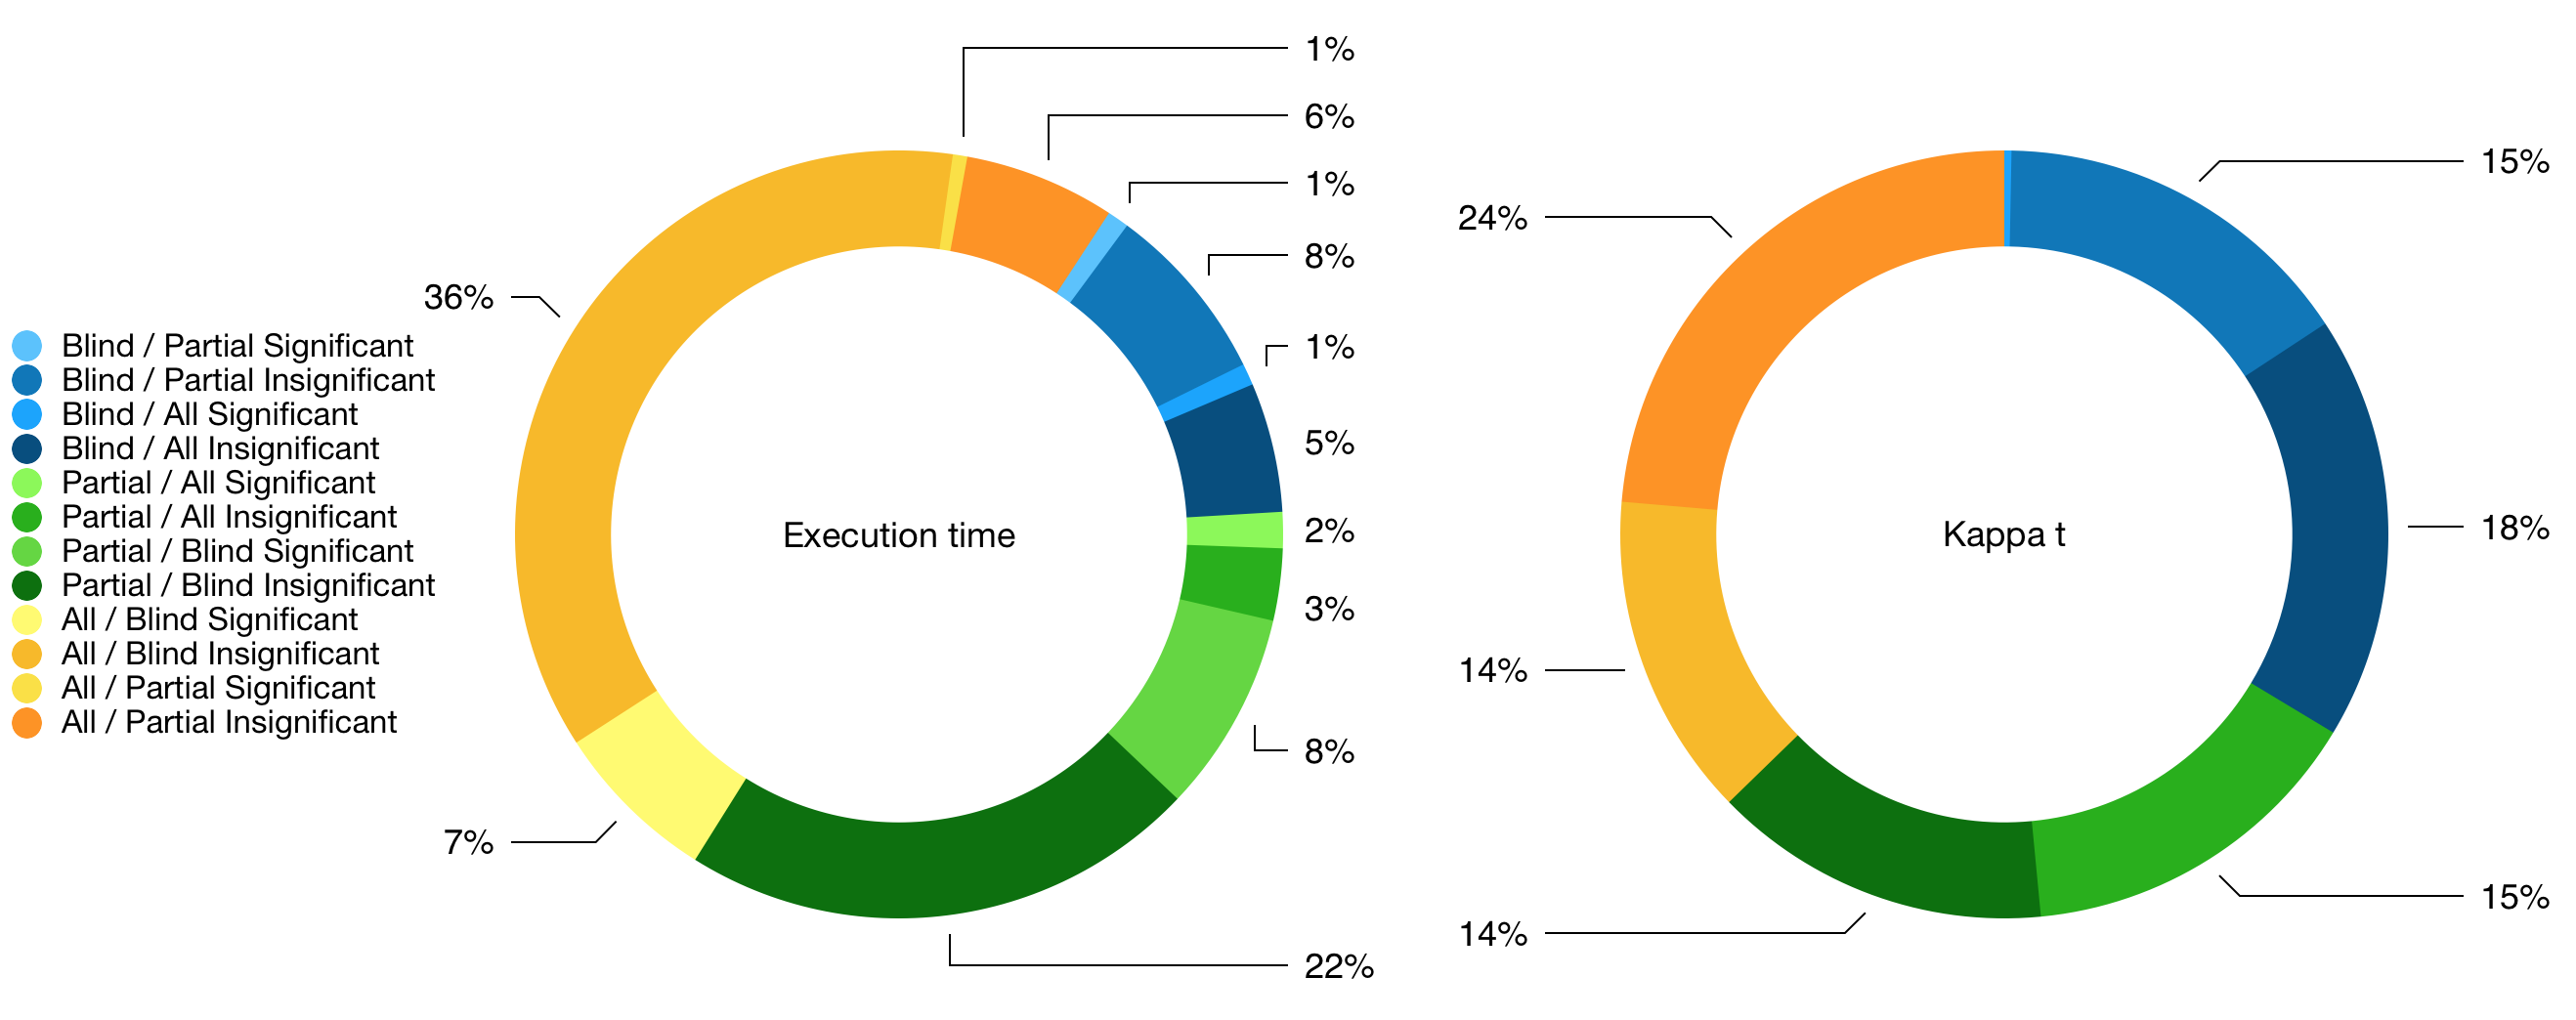 Blind / Partial Significant
Blind / Partial Insignificant
Blind / All Significant
Blind / All Insignificant
Partial / All Significant
Partial / All Insignificant
Partial / Blind Significant
Partial / Blind Insignificant
All / Blind Significant
All / Blind Insignificant
All / Partial Significant
All / Partial Insignificant
Execution time
1%
6%
1%
8%
1%
5%
2%
3%
8%
22%
7%
36%
Kappa t
15%
18%
15%
14%
14%
24%